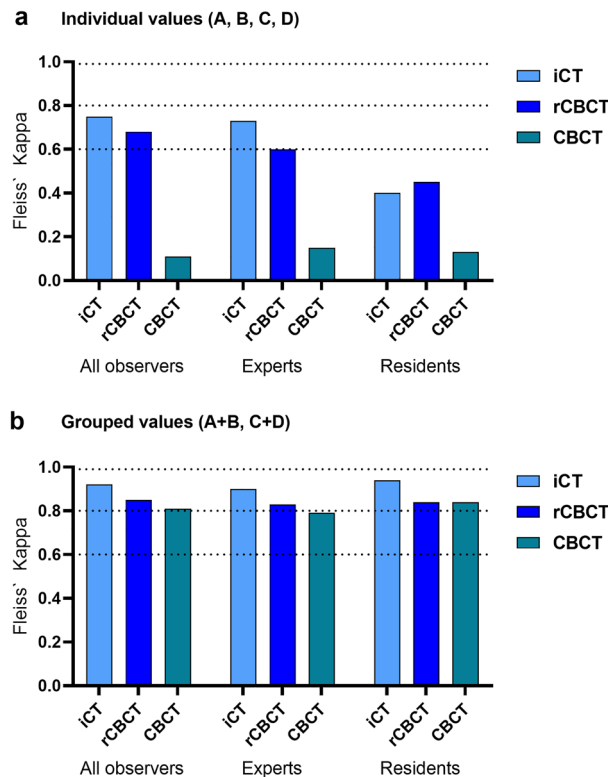 a Individual values (A, B, C, D)
1.0
0.8
0.6
0.4
0.2
0.0
Fleiss` Kappa
iCT
rCBCT
CBCT
iCT
rCBCT
CBCT
iCT
rCBCT
CBCT
All observers
Experts
Residents
iCT
rCBCT
CBCT
b Grouped values (A+B, C+D)
1.0
0.8
0.6
0.4
0.2
0.0
Fleiss` Kappa
iCT
rCBCT
CBCT
iCT
rCBCT
CBCT
iCT
rCBCT
CBCT
All observers
Experts
Residents
iCT
rCBCT
CBCT